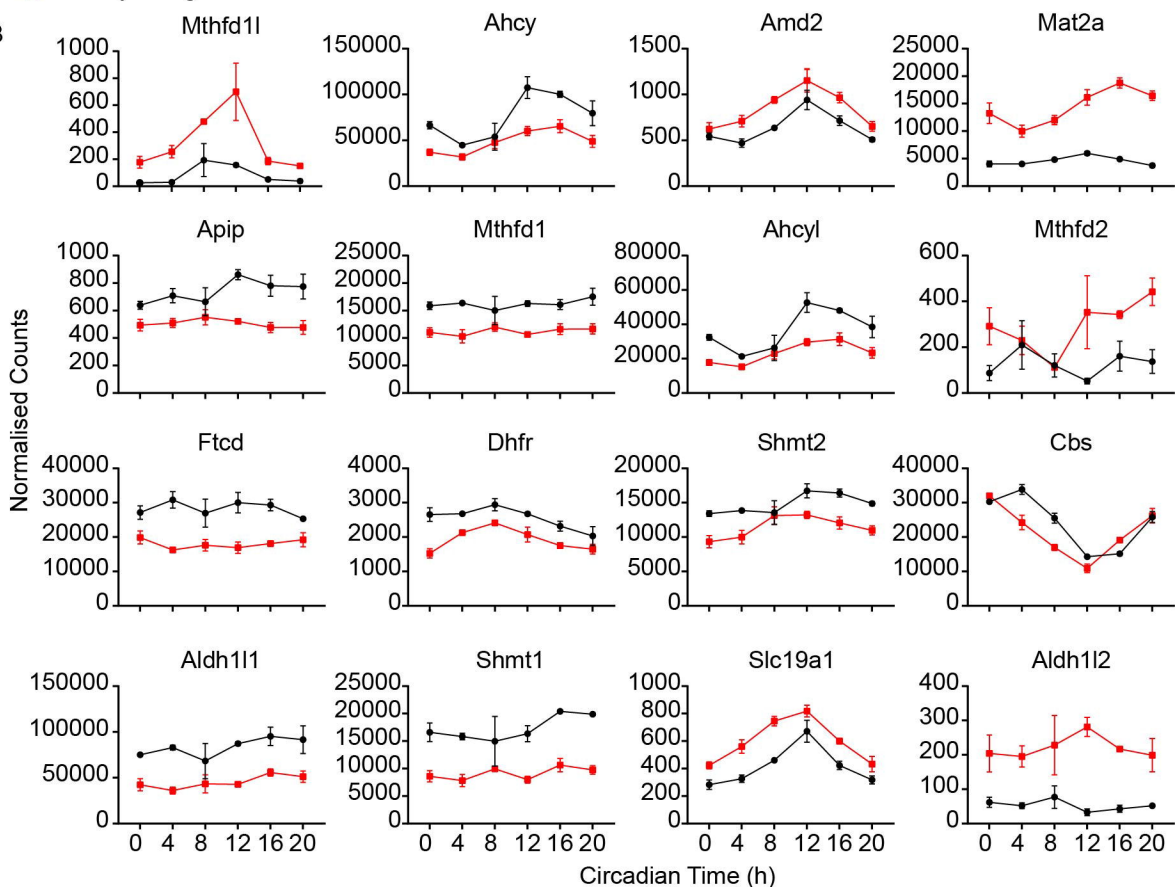 B
Mthfd1l Ahcy Amd2 Mat2a
1000 150000 1500 25000
800 20000
600 100000 1000 15000
400 50000 500 10000
200 5000
0 0 0 0
Apip Mthfd1 Ahcyl Mthfd2
1000 25000 80000 600
800 20000 60000
600 15000 400
400 10000 40000 200
200 5000 20000
0 0 0 0
Normalised Counts
Ftcd Dhfr Shmt2 Cbs
40000 4000 20000 40000
30000 3000 15000 30000
20000 2000 10000 20000
10000 1000 5000 10000
0 0 0 0
Aldh1l1 Shmt1 Slc19a1 Aldh1l2
150000 25000 1000 400
20000 800 300
100000 15000 600
10000 400 200
50000 5000 200 100
0 0 0 0
0 4 8 12 16 20 0 4 8 12 16 20 0 4 8 12 16 20 0 4 8 12 16 20
Circadian Time (h)